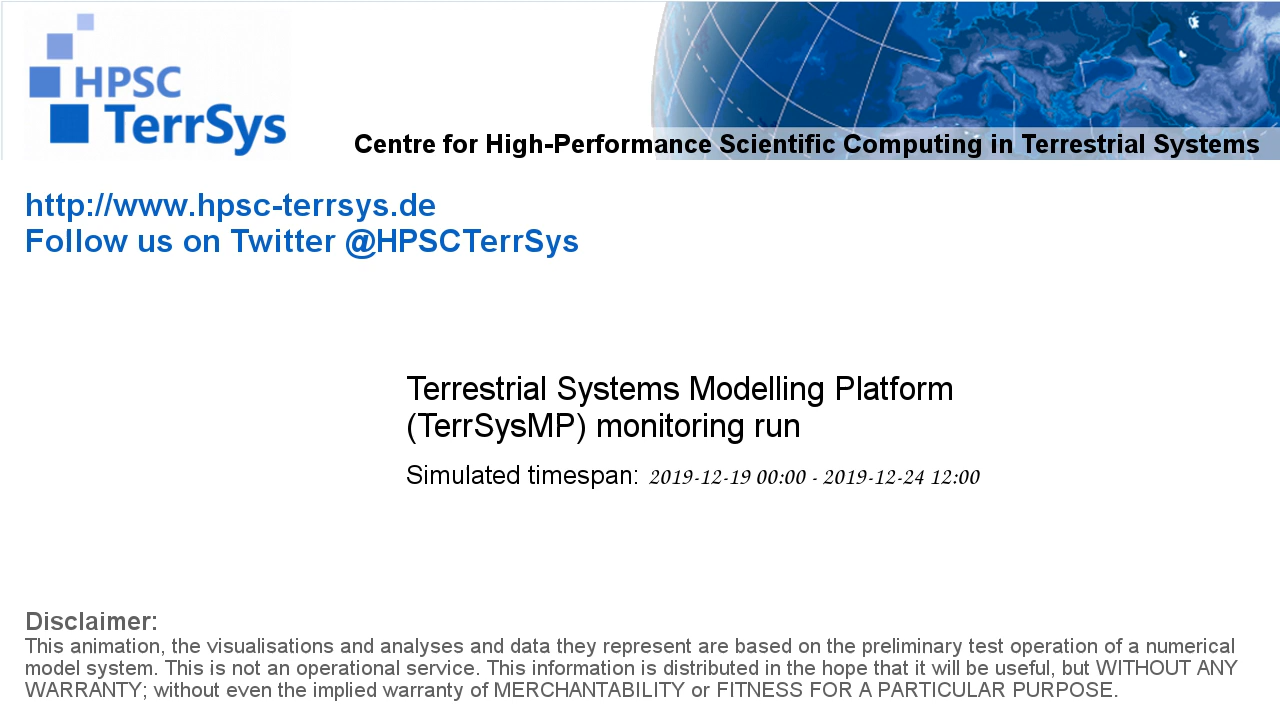 HPSC
TerrSys
Centre for High-Performance Scientific Computing in Terrestrial Systems
http://www.hpsc-terrsys.de
Follow us on Twitter @HPSCTerrSys
Terrestrial Systems Modelling Platform
(TerrSysMP) monitoring run
Simulated timespan: 2019-12-19 00:00 - 2019-12-24 12:00
Disclaimer:
This animation, the visualisations and analyses and data they represent are based on the preliminary test operation of a numerical
model system. This is not an operational service. This information is distributed in the hope that it will be useful, but WITHOUT ANY
WARRANTY; without even the implied warranty of MERCHANTABILITY or FITNESS FOR A PARTICULAR PURPOSE.